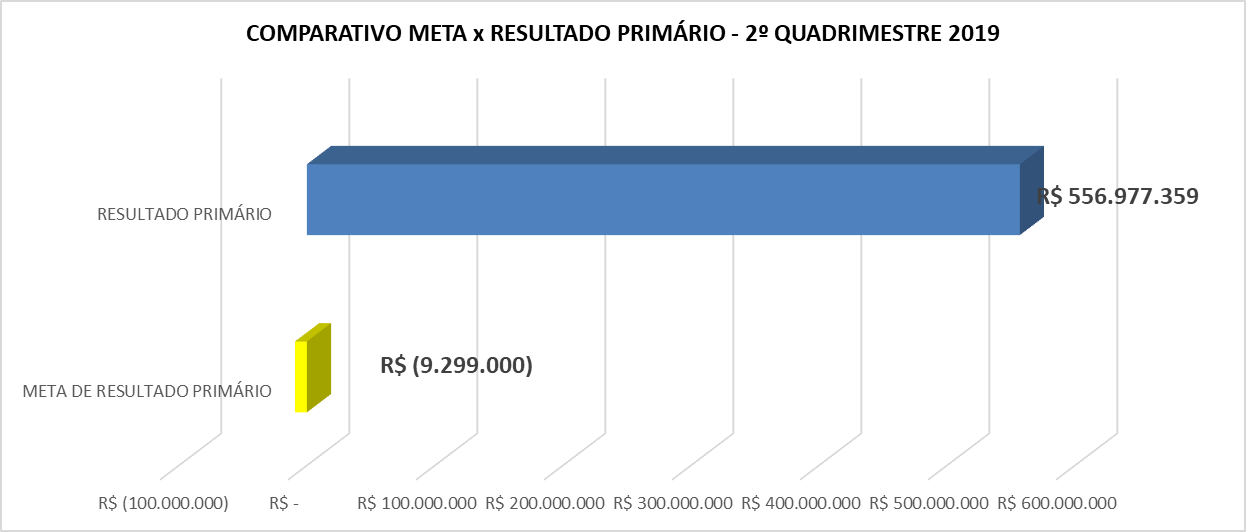 COMPARATIVO META x RESULTADO PRIMÁRIO - 2º QUADRIMESTRE 2019
RESULTADO PRIMÁRIO
R$ 556.977.359
META DE RESULTADO PRIMÁRIO
R$ (9.299.000)
R$ (100.000.000) R$ - R$ 100.000.000 R$ 200.000.000 R$ 300.000.000 R$ 400.000.000 R$ 500.000.000 R$ 600.000.000